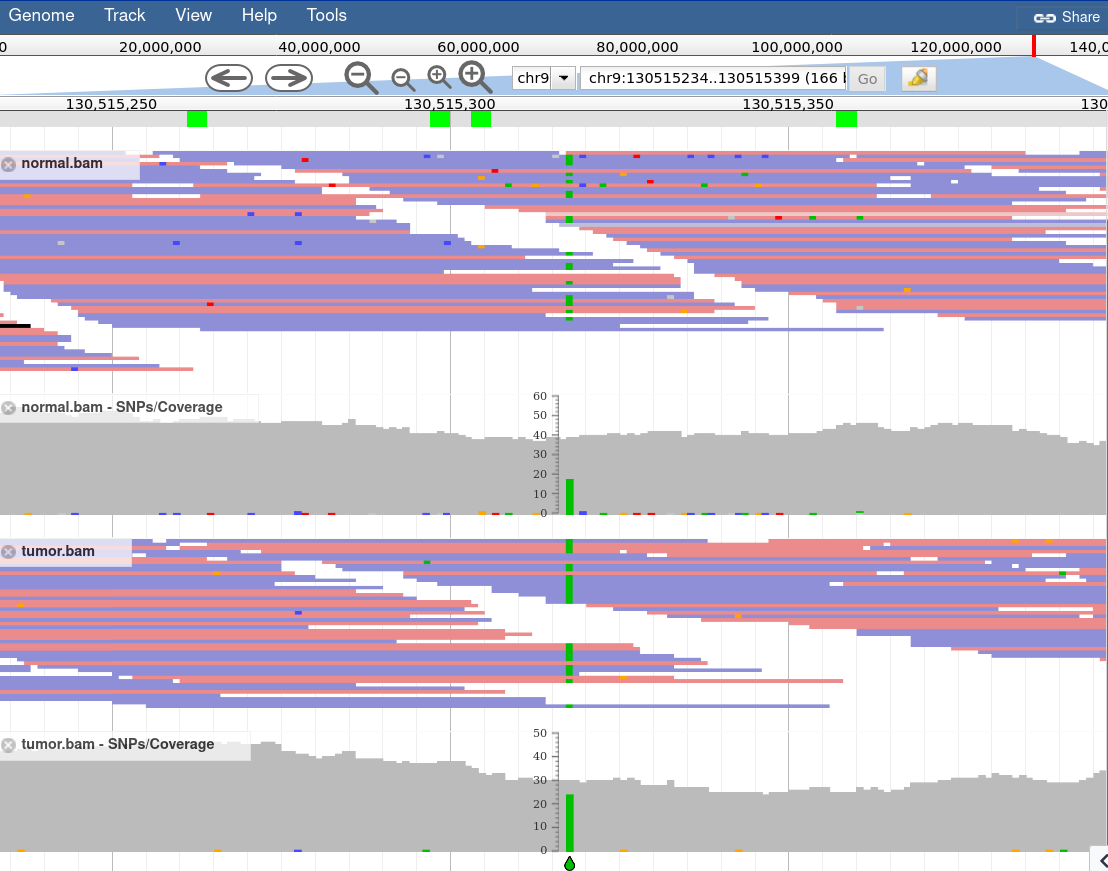 Genome Track View Help Tools Share
0 20,000,000 40,000,000 60,000,000 80,000,000 100,000,000 120,000,000 140,0
chr9 chr9:130515234..130515399 (166 Go
130,515,250 130,515,300 130,515,350 130
normal.bam
normal.bam - SNPs/Coverage
60
50
40
30
20
10
0
tumor.bam
tumor.bam - SNPs/Coverage
50
40
30
20
10
0